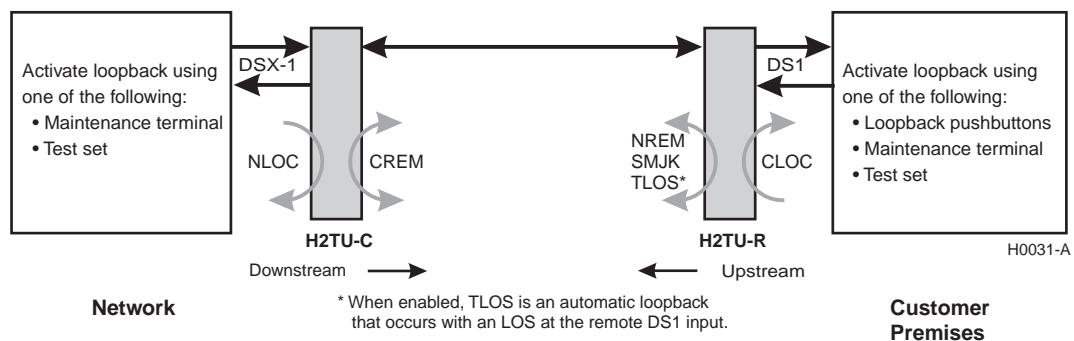 Activate loopback using
one of the following:
• Maintenance terminal
• Test set
DSX-1
NLOC
CREM
H2TU-C
NREM
SMJK
TLOS*
CLOC
H2TU-R
DS1
Activate loopback using
one of the following:
• Loopback pushbuttons
• Maintenance terminal
• Test set
H0031-A
Downstream
Upstream
Network
* When enabled, TLOS is an automatic loopback
that occurs with an LOS at the remote DS1 input.
Customer
Premises